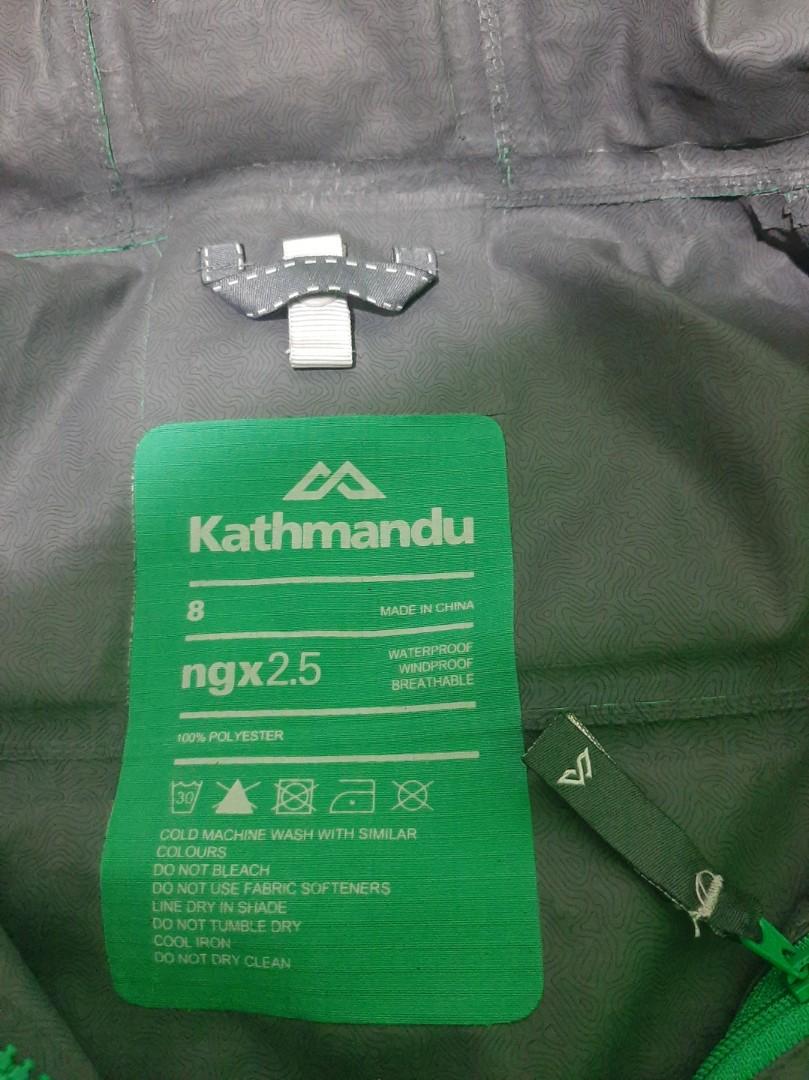 Kathmandu
8
MADE IN CHINA
ngx2.5
WATERPROOF
WINDPROOF
BREATHABLE
100% POLYESTER
30
COLD MACHINE WASH WITH SIMILAR
COLOURS
DO NOT BLEACH
DO NOT USE FABRIC SOFTENERS
LINE DRY IN SHADE
DO NOT TUMBLE DRY
COOL IRON
DO NOT DRY CLEAN